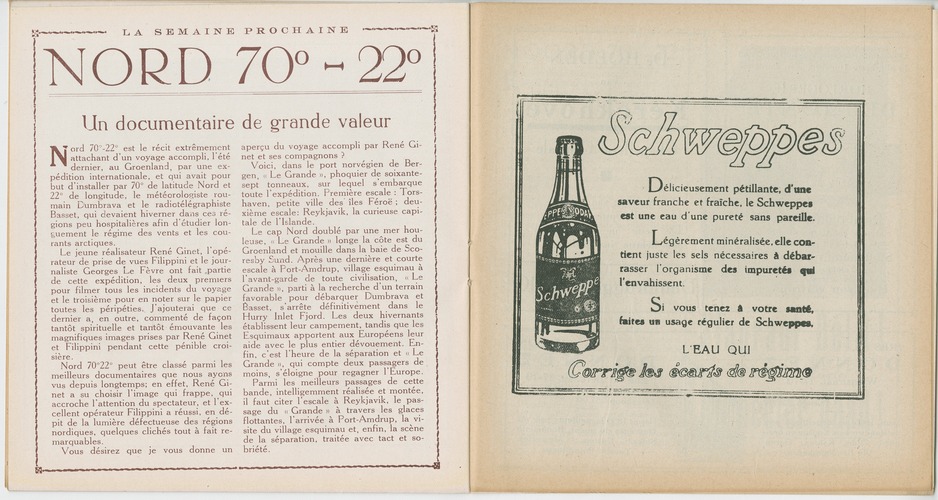 LA SEMAINE PROCHAINE
NORD 70° - 22°
Un documentaire de grande valeur
Nord 70°-22° est le récit extrêmement
attachant d'un voyage accompli, l'été
dernier, au Groenland, par une ex-
pédition internationale, et qui avait pour
but d'installer par 70° de latitude Nord et
22° de longitude, le météorologiste rou-
main Dumbrava et le radiotélégraphiste
Basset, qui devaient hiverner dans ces ré-
gions peu hospitalières afin d'étudier lon-
guement le régime des vents et les cou-
rants arctiques.
Le jeune réalisateur René Ginet, l'opé-
rateur de prise de vues Filippini et le jour-
naliste Georges Le Fèvre ont fait partie
de cette expédition, les deux premiers
pour filmer tous les incidents du voyage
et le troisième pour en noter sur le papier
toutes les péripéties. J'ajouterai que ce
dernier a, en outre, commenté de façon
tantôt spirituelle et tantôt émouvante les
magnifiques images prises par René Ginet
et Filippini pendant cette pénible croi-
sière.
Nord 70°22° peut être classé parmi les
meilleurs documentaires que nous ayons
vus depuis longtemps; en effet, René Gi-
net a su choisir l'image qui frappe, qui
accroche l'attention du spectateur, et l'ex-
cellent opérateur Filippini a réussi, en dé-
pit de la lumière défectueuse des régions
nordiques, quelques clichés tout à fait re-
marquables.
Vous désirez que je vous donne un
aperçu du voyage accompli par René Gi-
net et ses compagnons ?
Voici, dans le port norvégien de Ber-
gen, « Le Grande », phoquier de soixante-
sept tonneaux, sur lequel s'embarque
toute l'expédition. Première escale : Tors-
haven, petite ville des îles Féroë ; deu-
xième escale: Reykjavik, la curieuse capi-
tale de l'Islande.
Le cap Nord doublé par une mer hou-
leuse, « Le Grande » longe la côte est du
Groenland et mouille dans la baie de Sco-
resby Sund. Après une dernière et courte
escale à Port-Amdrup, village esquimau à
l'avant-garde de toute civilisation, « Le
Grande », parti à la recherche d'un terrain
favorable pour débarquer Dumbrava et
Basset, s'arrête définitivement dans le
Hurry Inlet Fjord. Les deux hivernants
établissent leur campement, tandis que les
Esquimaux apportent aux Européens leur
aide avec le plus entier dévouement. En-
fin, c'est l'heure de la séparation et « Le
Grande », qui compte deux passagers de
moins, s'éloigne pour regagner l'Europe.
Parmi les meilleurs passages de cette
bande, intelligemment réalisée et montée,
il faut citer l'escale à Reykjavik, le pas-
sage du « Grande » à travers les glaces
flottantes, l'arrivée à Port-Amdrup, la vi-
site du village esquimau et, enfin, la scène
de la séparation, traitée avec tact et so-
briété.
Schweppes
Délicieusement pétillante, d'une
saveur franche et fraîche, le Schweppes
est une eau d'une pureté sans pareille.
Légèrement minéralisée, elle con-
tient juste les sels nécessaires à débar-
rasser l'organisme des impuretés qui
l'envahissent.
Si vous tenez à votre santé,
faites un usage régulier de Schweppes,
L'EAU QUI
Corrige les écarts de régime
Schweppe